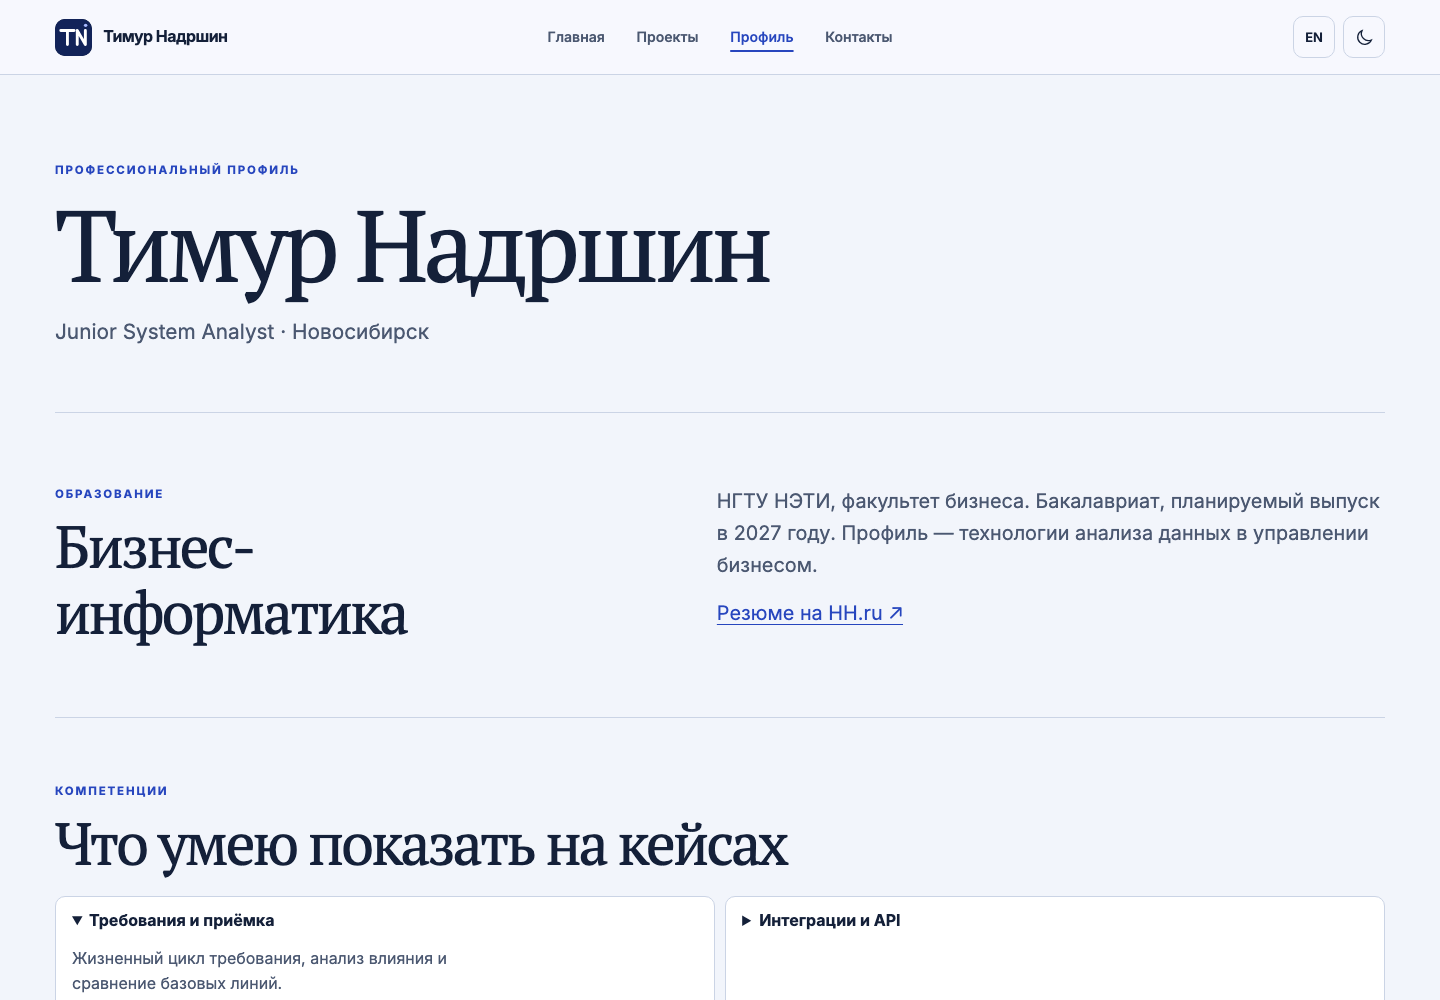 TN Тимур Надршин
Главная Проекты Профиль Контакты
EN
ПРОФЕССИОНАЛЬНЫЙ ПРОФИЛЬ
Тимур Надршин
Junior System Analyst · Новосибирск
ОБРАЗОВАНИЕ
Бизнес-
информатика
НГТУ НЭТИ, факультет бизнеса. Бакалавриат, планируемый выпуск
в 2027 году. Профиль — технологии анализа данных в управлении
бизнесом.
Резюме на HH.ru ↗
КОМПЕТЕНЦИИ
Что умею показать на кейсах
▼ Требования и приёмка
Жизненный цикл требования, анализ влияния и
сравнение базовых линий.
▶ Интеграции и API